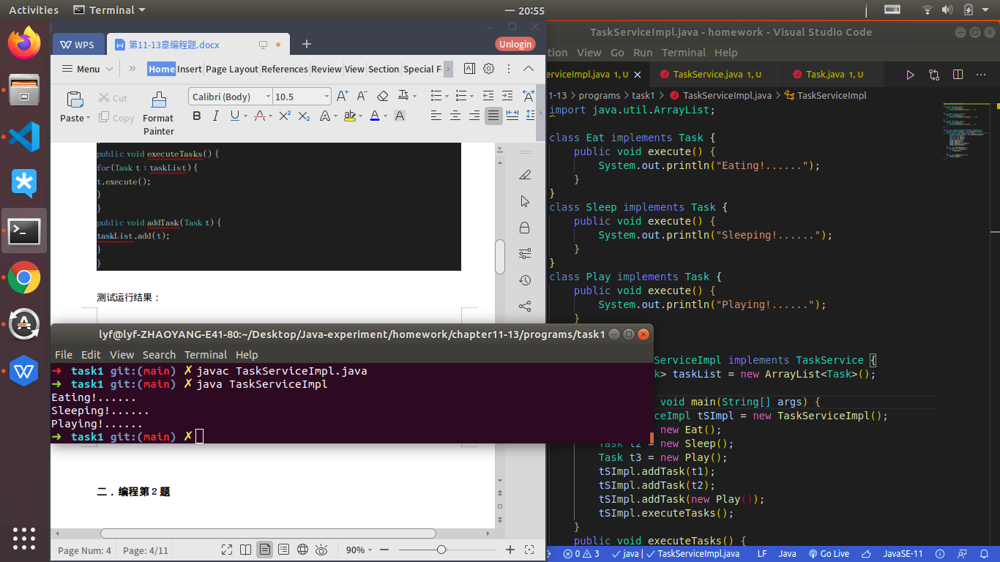 Activities
Terminal
20:55
WPS
第11-13章编程题.docx
Unlogin
Menu
Home
Insert
Page Layout
References
Review
View
Section
Special F
Paste
Cut
Copy
Format
Painter
Calibri (Body)
10.5
public void executeTasks() {
for(Task t : taskList) {
t.execute();
}
}
public void addTask(Task t) {
taskList.add(t);
}
}
测试运行结果：
二．编程第 2 题
Page Num: 4
Page: 4/11
90%
lyf@lyf-ZHAOYANG-E41-80:~/Desktop/Java-experiment/homework/chapter11-13/programs/task1
File Edit View Search Terminal Help
➜ task1 git:(main) ✗ javac TaskServiceImpl.java
➜ task1 git:(main) ✗ java TaskServiceImpl
Eating!......
Sleeping!......
Playing!......
➜ task1 git:(main) ✗
TaskServiceImpl.java - homework - Visual Studio Code
tion View Go Run Terminal Help
erviceImpl.java 1, U
TaskService.java 1, U
Task.java 1, U
1-13 > programs > task1 > TaskServiceImpl.java > TaskServiceImpl
import java.util.ArrayList;
class Eat implements Task {
public void execute() {
System.out.println("Eating!......");
}
}
class Sleep implements Task {
public void execute() {
System.out.println("Sleeping!......");
}
}
class Play implements Task {
public void execute() {
System.out.println("Playing!......");
}
ServiceImpl implements TaskService {
k> taskList = new ArrayList<Task>();
void main(String[] args) {
ceImpl tSImpl = new TaskServiceImpl();
new Eat();
Task t2 = new Sleep();
Task t3 = new Play();
tSImpl.addTask(t1);
tSImpl.addTask(t2);
tSImpl.addTask(new Play());
tSImpl.executeTasks();
}
public void executeTasks() {
0 3
java | TaskServiceImpl.java
LF
Java
Go Live
JavaSE-11